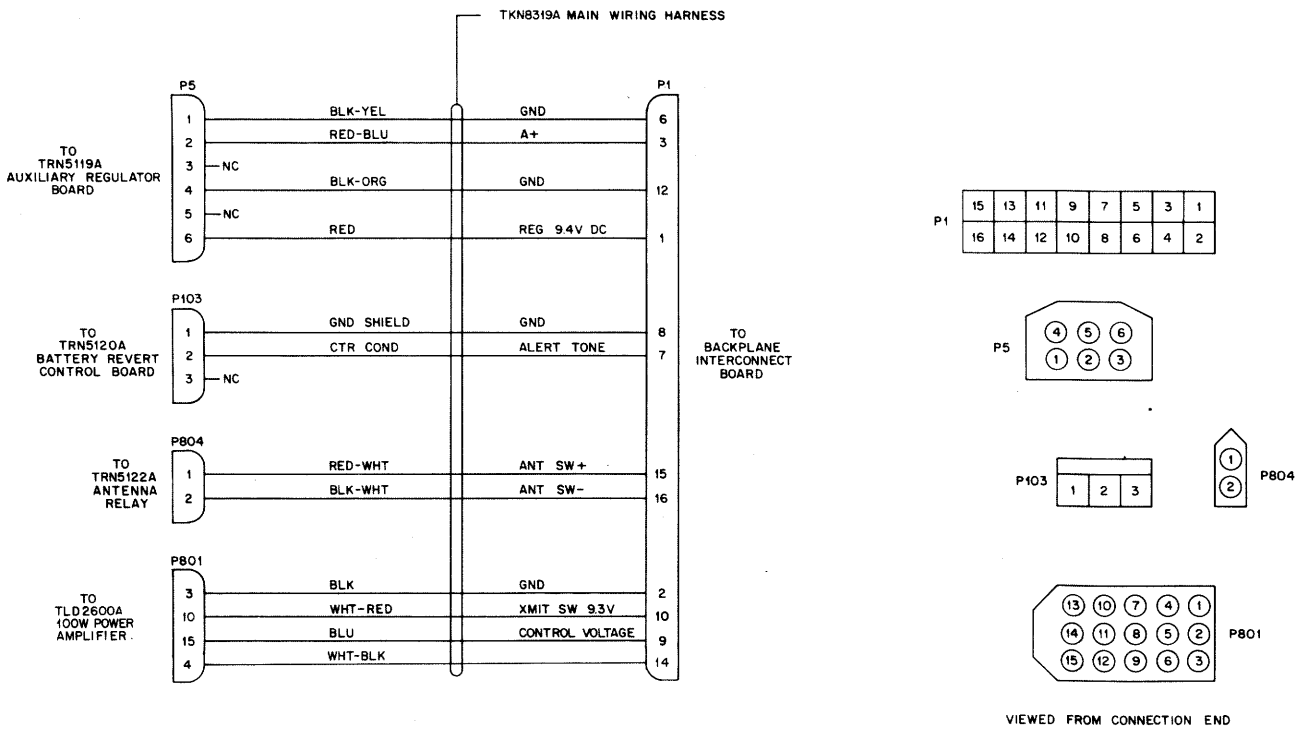 TKN8319A MAIN WIRING HARNESS
P5
P1
1 BLK-YEL GND 6
2 RED-BLU A+ 3
3 NC
4 BLK-ORG GND 12
5 NC
6 RED REG 9.4V DC 1
TO
TRN5119A
AUXILIARY REGULATOR
BOARD
P103
1 GND SHIELD GND 8
2 CTR COND ALERT TONE 7
3 NC
TO
TRN5120A
BATTERY REVERT
CONTROL BOARD
TO
BACKPLANE
INTERCONNECT
BOARD
P804
1 RED-WHT ANT SW+ 15
2 BLK-WHT ANT SW- 16
TO
TRN5122A
ANTENNA
RELAY
P801
3 BLK GND 2
10 WHT-RED XMIT SW 9.3V 10
15 BLU CONTROL VOLTAGE 9
4 WHT-BLK 14
TO
TLD2600A
100W POWER
AMPLIFIER.
P1
15 13 11 9 7 5 3 1
16 14 12 10 8 6 4 2
P5
4 5 6
1 2 3
P103
1 2 3
P804
1
2
P801
13 10 7 4 1
14 11 8 5 2
15 12 9 6 3
VIEWED FROM CONNECTION END